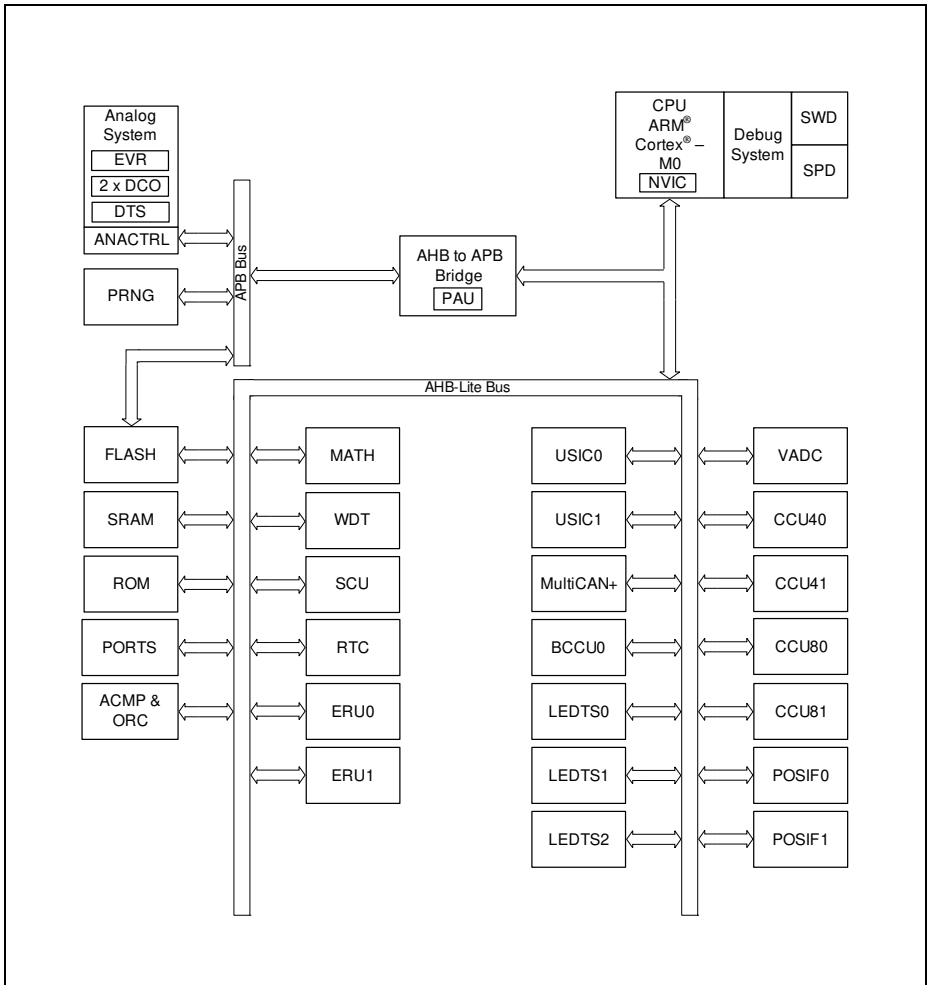 Analog
System
EVR
2 x DCO
DTS
ANACTRL
PRNG
APB Bus
AHB to APB
Bridge
PAU
CPU
ARM®
Cortex® –
M0
NVIC
Debug
System
SWD
SPD
AHB-Lite Bus
FLASH
SRAM
ROM
PORTS
ACMP &
ORC
MATH
WDT
SCU
RTC
ERU0
ERU1
USIC0
USIC1
MultiCAN+
BCCU0
LEDTS0
LEDTS1
LEDTS2
VADC
CCU40
CCU41
CCU80
CCU81
POSIF0
POSIF1